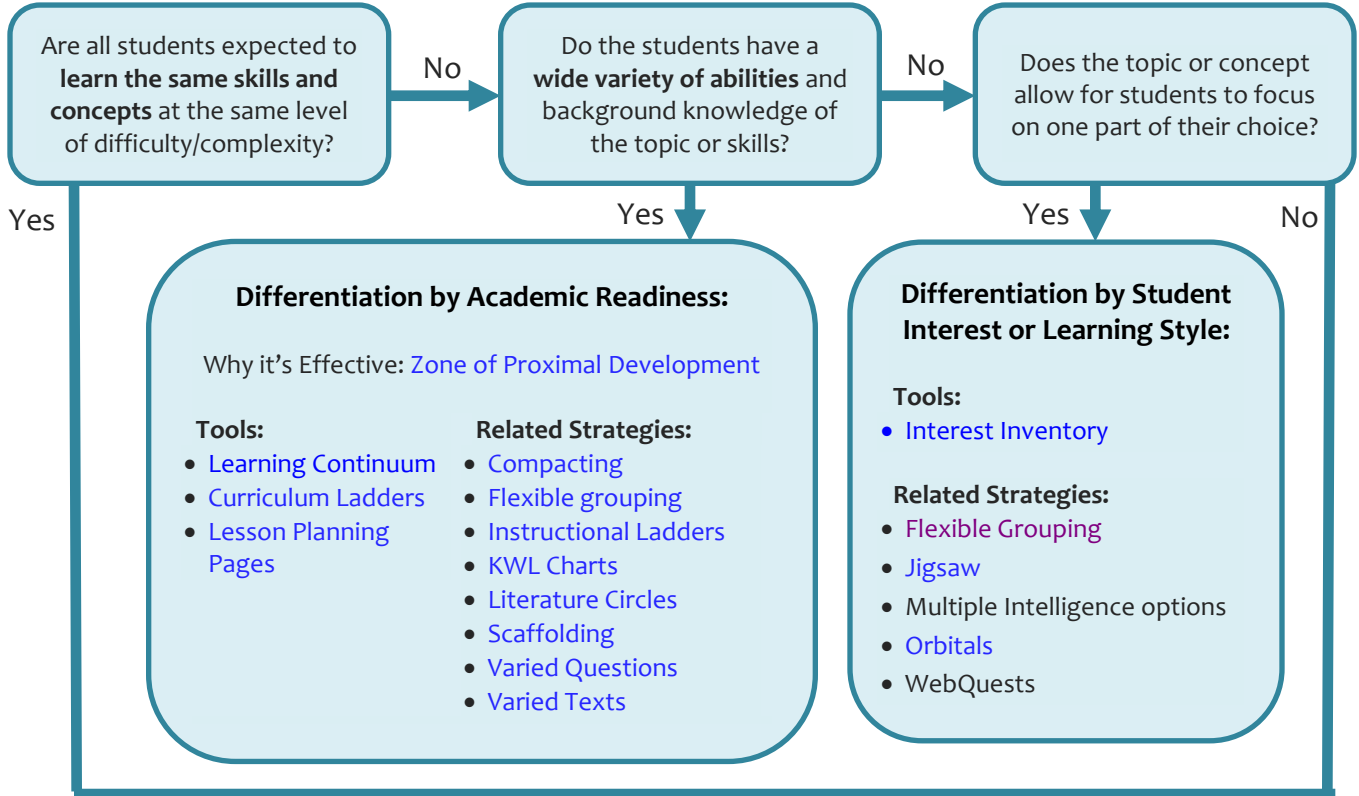 Are all students expected to
learn the same skills and
concepts at the same level
of difficulty/complexity?
No
Do the students have a
wide variety of abilities and
background knowledge of
the topic or skills?
No
Does the topic or concept
allow for students to focus
on one part of their choice?
Yes
Yes
Yes
No
Differentiation by Academic Readiness:
Why it's Effective: Zone of Proximal Development
Tools:
• Learning Continuum
• Curriculum Ladders
• Lesson Planning
Pages
Related Strategies:
• Compacting
• Flexible grouping
• Instructional Ladders
• KWL Charts
• Literature Circles
• Scaffolding
• Varied Questions
• Varied Texts
Differentiation by Student
Interest or Learning Style:
Tools:
• Interest Inventory
Related Strategies:
• Flexible Grouping
• Jigsaw
• Multiple Intelligence options
• Orbitals
• WebQuests